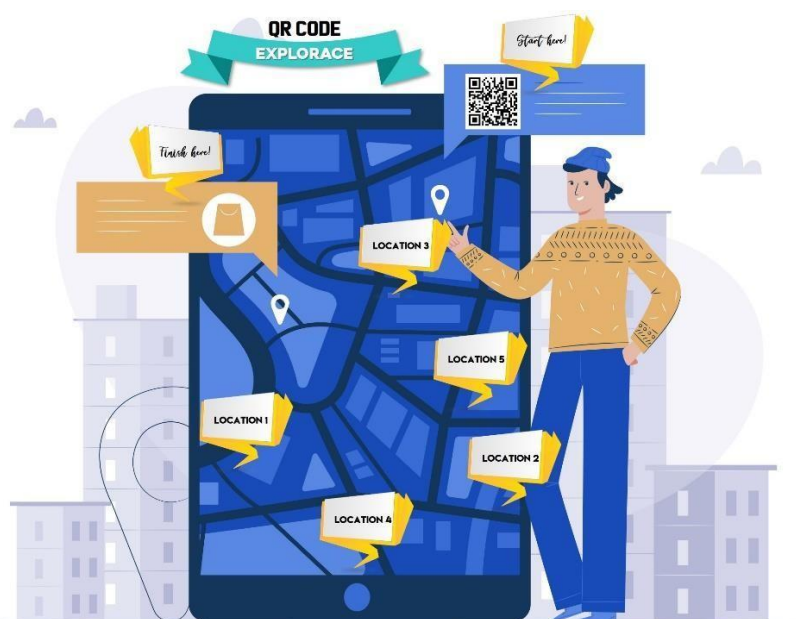 QR CODE
EXPLORACE
Start here!
Finish here!
LOCATION 3
LOCATION 5
LOCATION 1
LOCATION 2
LOCATION 4